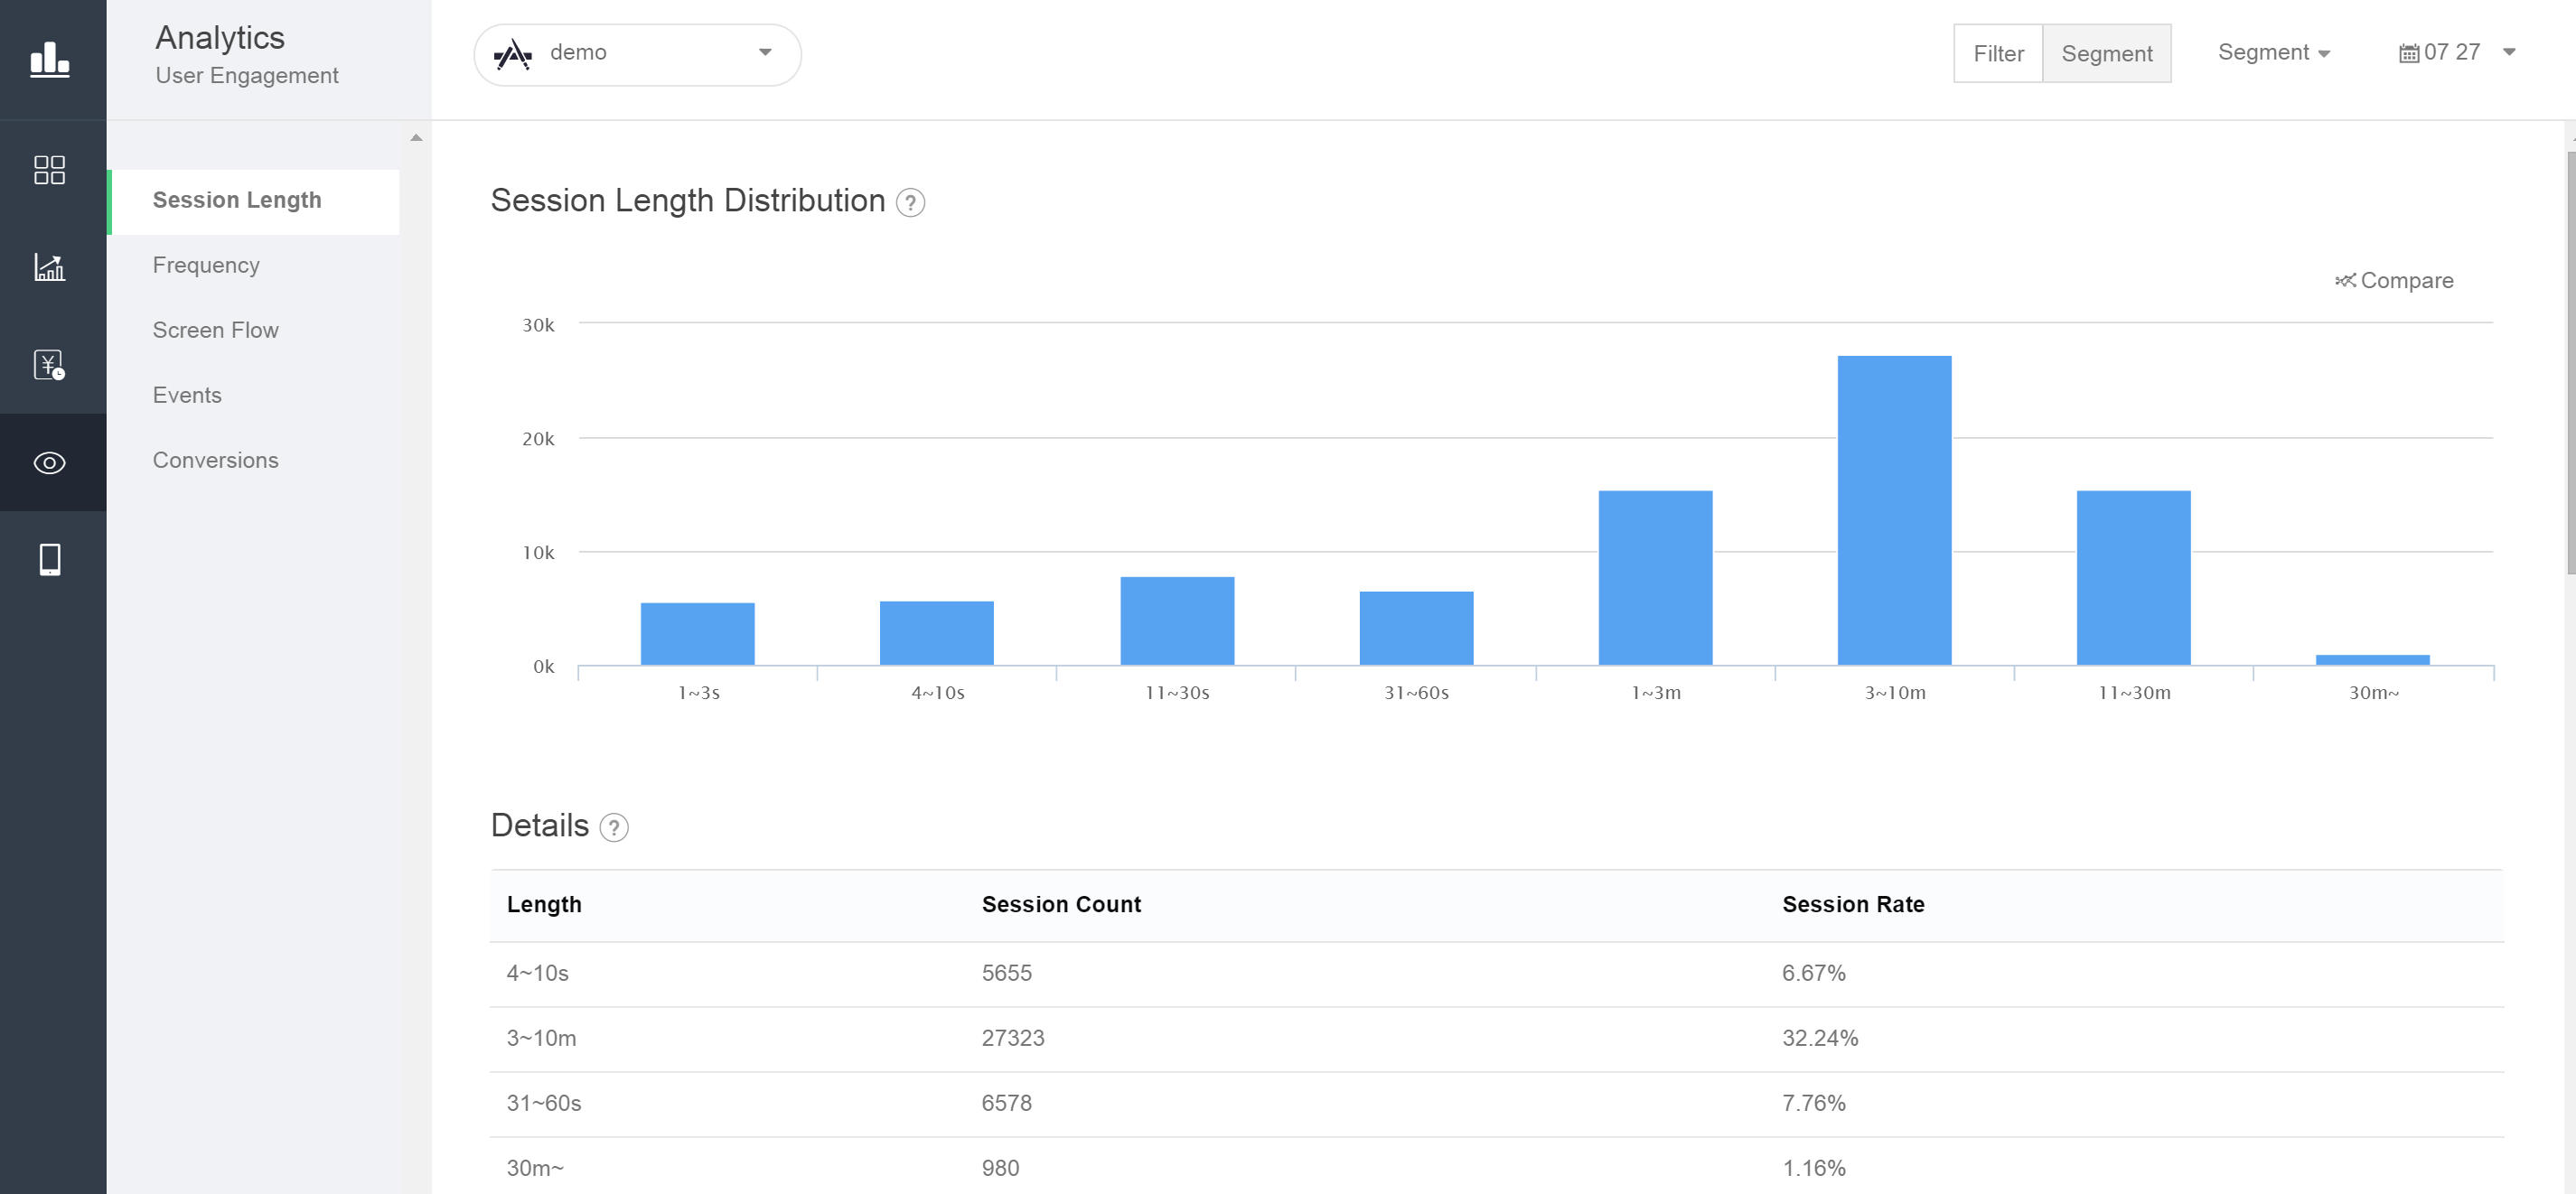 Analytics
User Engagement
demo
Filter
Segment
Segment
07 27
Session Length
Frequency
Screen Flow
Events
Conversions
Session Length Distribution ?
Compare
30k
20k
10k
0k
1~3s 4~10s 11~30s 31~60s 1~3m 3~10m 11~30m 30m~
Details ?
Length Session Count Session Rate
4~10s 5655 6.67%
3~10m 27323 32.24%
31~60s 6578 7.76%
30m~ 980 1.16%